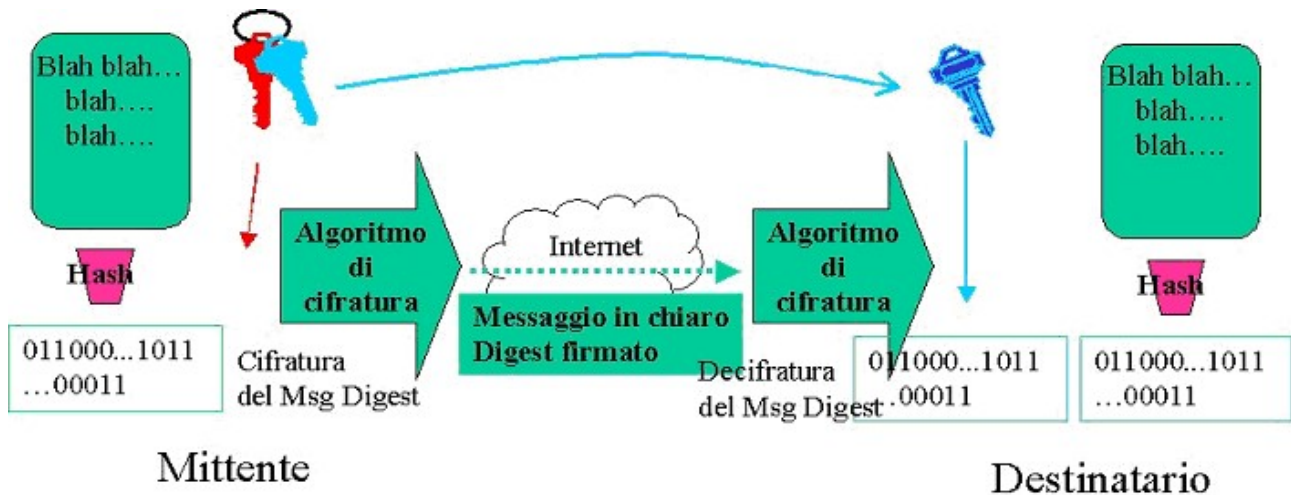 Blah blah...
blah....
blah....
Hash
011000...1011
...00011
Mittente
Cifratura
del Msg Digest
Algoritmo
di
cifratura
Internet
Messaggio in chiaro
Digest firmato
Algoritmo
di
cifratura
Decifratura
del Msg Digest
011000...1011
...00011
Blah blah...
blah....
blah....
Hash
011000...1011
...00011
Destinatario